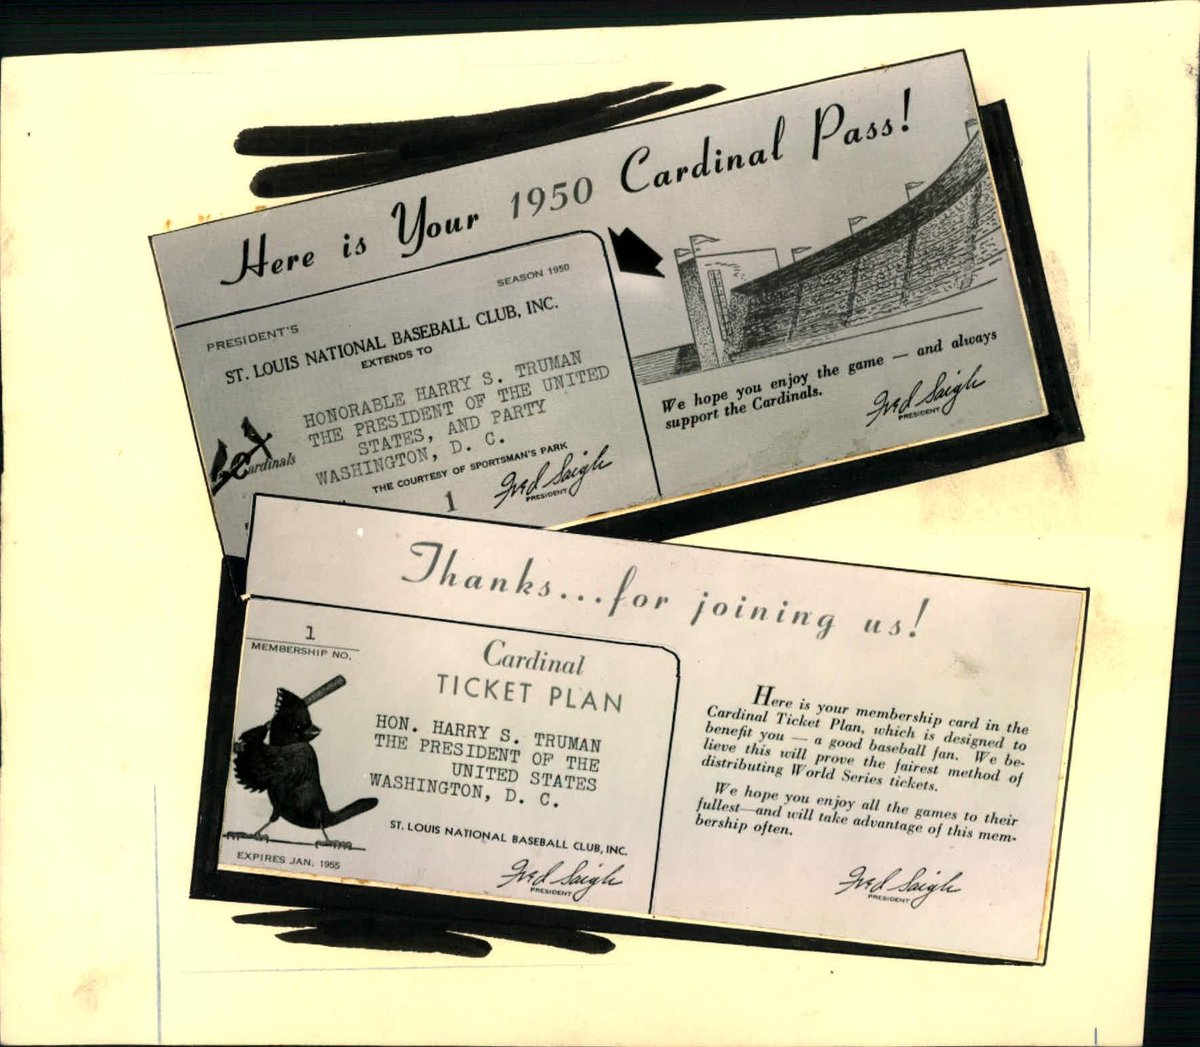 Here is Your 1950 Cardinal Pass!
SEASON 1950
PRESIDENT'S
ST. LOUIS NATIONAL BASEBALL CLUB, INC.
EXTENDS TO
HONORABLE HARRY S. TRUMAN
THE PRESIDENT OF THE UNITED
STATES, AND PARTY
WASHINGTON, D. C.
Cardinals
THE COURTESY OF SPORTSMAN'S PARK
1
Fred Saigh
PRESIDENT
We hope you enjoy the game — and always
support the Cardinals.
Fred Saigh
PRESIDENT
Thanks...for joining us!
1
MEMBERSHIP NO.
Cardinal
TICKET PLAN
HON. HARRY S. TRUMAN
THE PRESIDENT OF THE
UNITED STATES
WASHINGTON, D. C.
ST. LOUIS NATIONAL BASEBALL CLUB, INC.
EXPIRES JAN. 1955
Fred Saigh
PRESIDENT
Here is your membership card in the
Cardinal Ticket Plan, which is designed to
benefit you — a good baseball fan. We be-
lieve this will prove the fairest method of
distributing World Series tickets.
We hope you enjoy all the games to their
fullest—and will take advantage of this mem-
bership often.
Fred Saigh
PRESIDENT